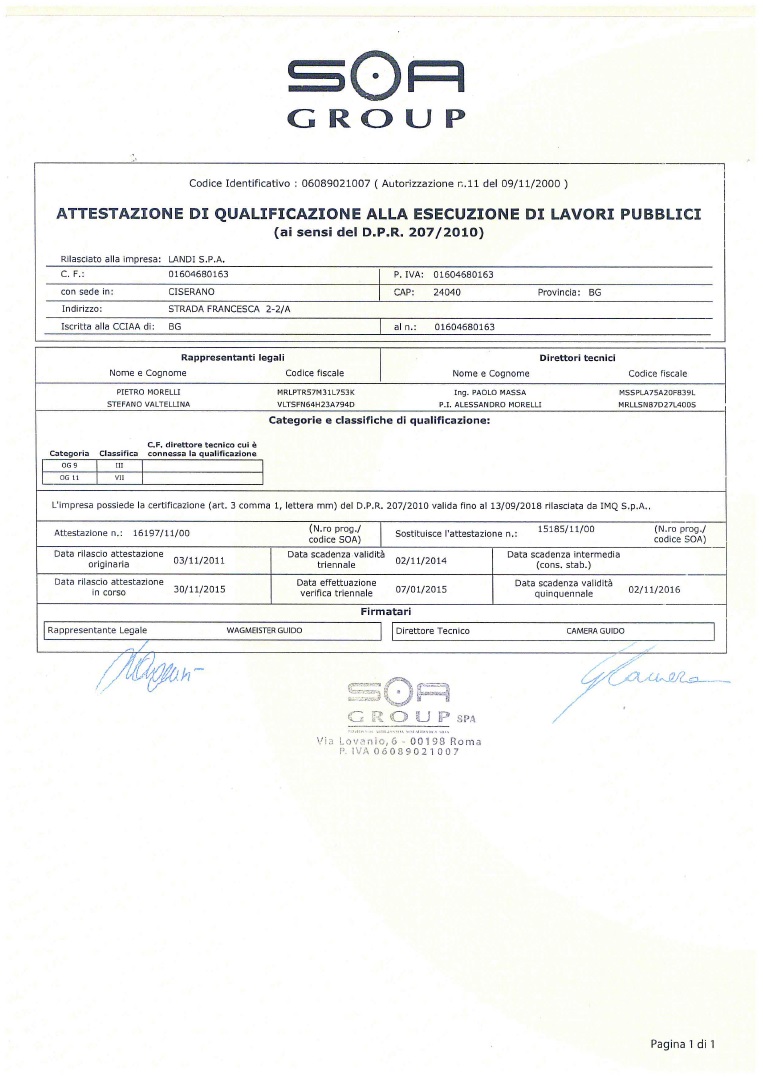 SOA
GROUP
Codice Identificativo : 06089021007 ( Autorizzazione n.11 del 09/11/2000 )
ATTESTAZIONE DI QUALIFICAZIONE ALLA ESECUZIONE DI LAVORI PUBBLICI
(ai sensi del D.P.R. 207/2010)
Rilasciato alla impresa: LANDI S.P.A.
C. F.: 01604680163 P. IVA: 01604680163
con sede in: CISERANO CAP: 24040 Provincia: BG
Indirizzo: STRADA FRANCESCA 2-2/A
Iscritta alla CCIAA di: BG al n.: 01604680163
Rappresentanti legali Direttori tecnici
Nome e Cognome Codice fiscale Nome e Cognome Codice fiscale
PIETRO MORELLI MRLPTR57M31L753K Ing. PAOLO MASSA MSSPLA75A20F839L
STEFANO VALTELLINA VLTSFN64H23A794D P.I. ALESSANDRO MORELLI MRLLSN87D27L400S
Categorie e classifiche di qualificazione:
Categoria Classifica C.F. direttore tecnico cui è connessa la qualificazione
OG 9 III
OG 11 VII
L'impresa possiede la certificazione (art. 3 comma 1, lettera mm) del D.P.R. 207/2010 valida fino al 13/09/2018 rilasciata da IMQ S.p.A..
Attestazione n.: 16197/11/00 (N.ro prog./ codice SOA) Sostituisce l'attestazione n.: 15185/11/00 (N.ro prog./ codice SOA)
Data rilascio attestazione originaria 03/11/2011 Data scadenza validità triennale 02/11/2014 Data scadenza intermedia (cons. stab.)
Data rilascio attestazione in corso 30/11/2015 Data effettuazione verifica triennale 07/01/2015 Data scadenza validità quinquennale 02/11/2016
Firmatari
Rappresentante Legale WAGMEISTER GUIDO Direttore Tecnico CAMERA GUIDO
GCamera
SOA
GROUP SPA
Via Lovanio,6 - 00198 Roma
P. IVA 06089021007
Pagina 1 di 1